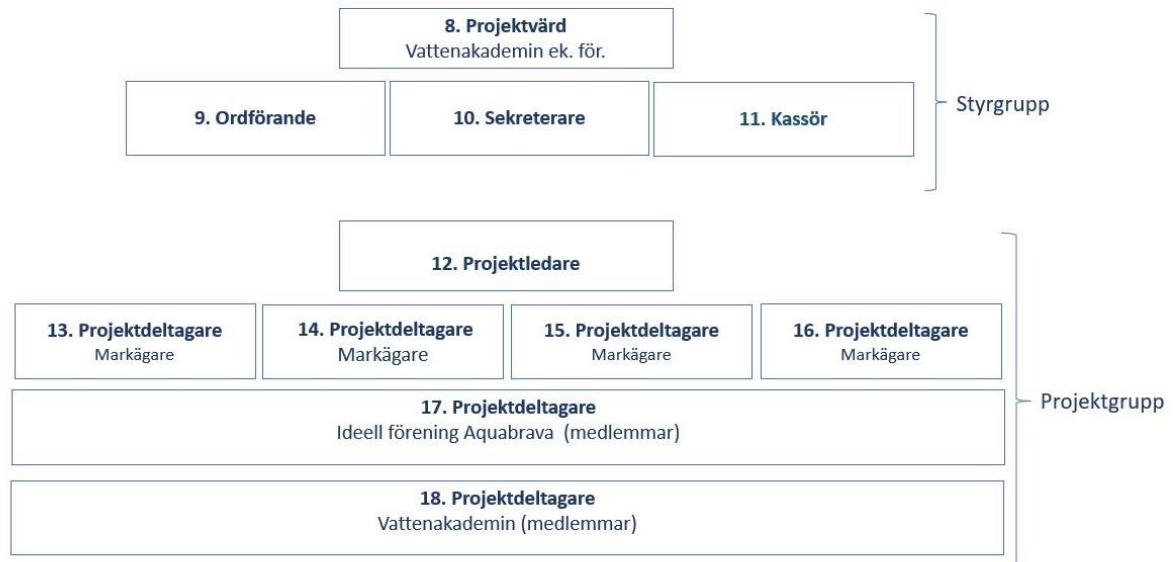 8. Projektvärd
Vattenakademin ek. för.
9. Ordförande
10. Sekreterare
11. Kassör
Styrgrupp
12. Projektledare
13. Projektdeltagare
Markägare
14. Projektdeltagare
Markägare
15. Projektdeltagare
Markägare
16. Projektdeltagare
Markägare
17. Projektdeltagare
Ideell förening Aquabrava (medlemmar)
Projektgrupp
18. Projektdeltagare
Vattenakademin (medlemmar)